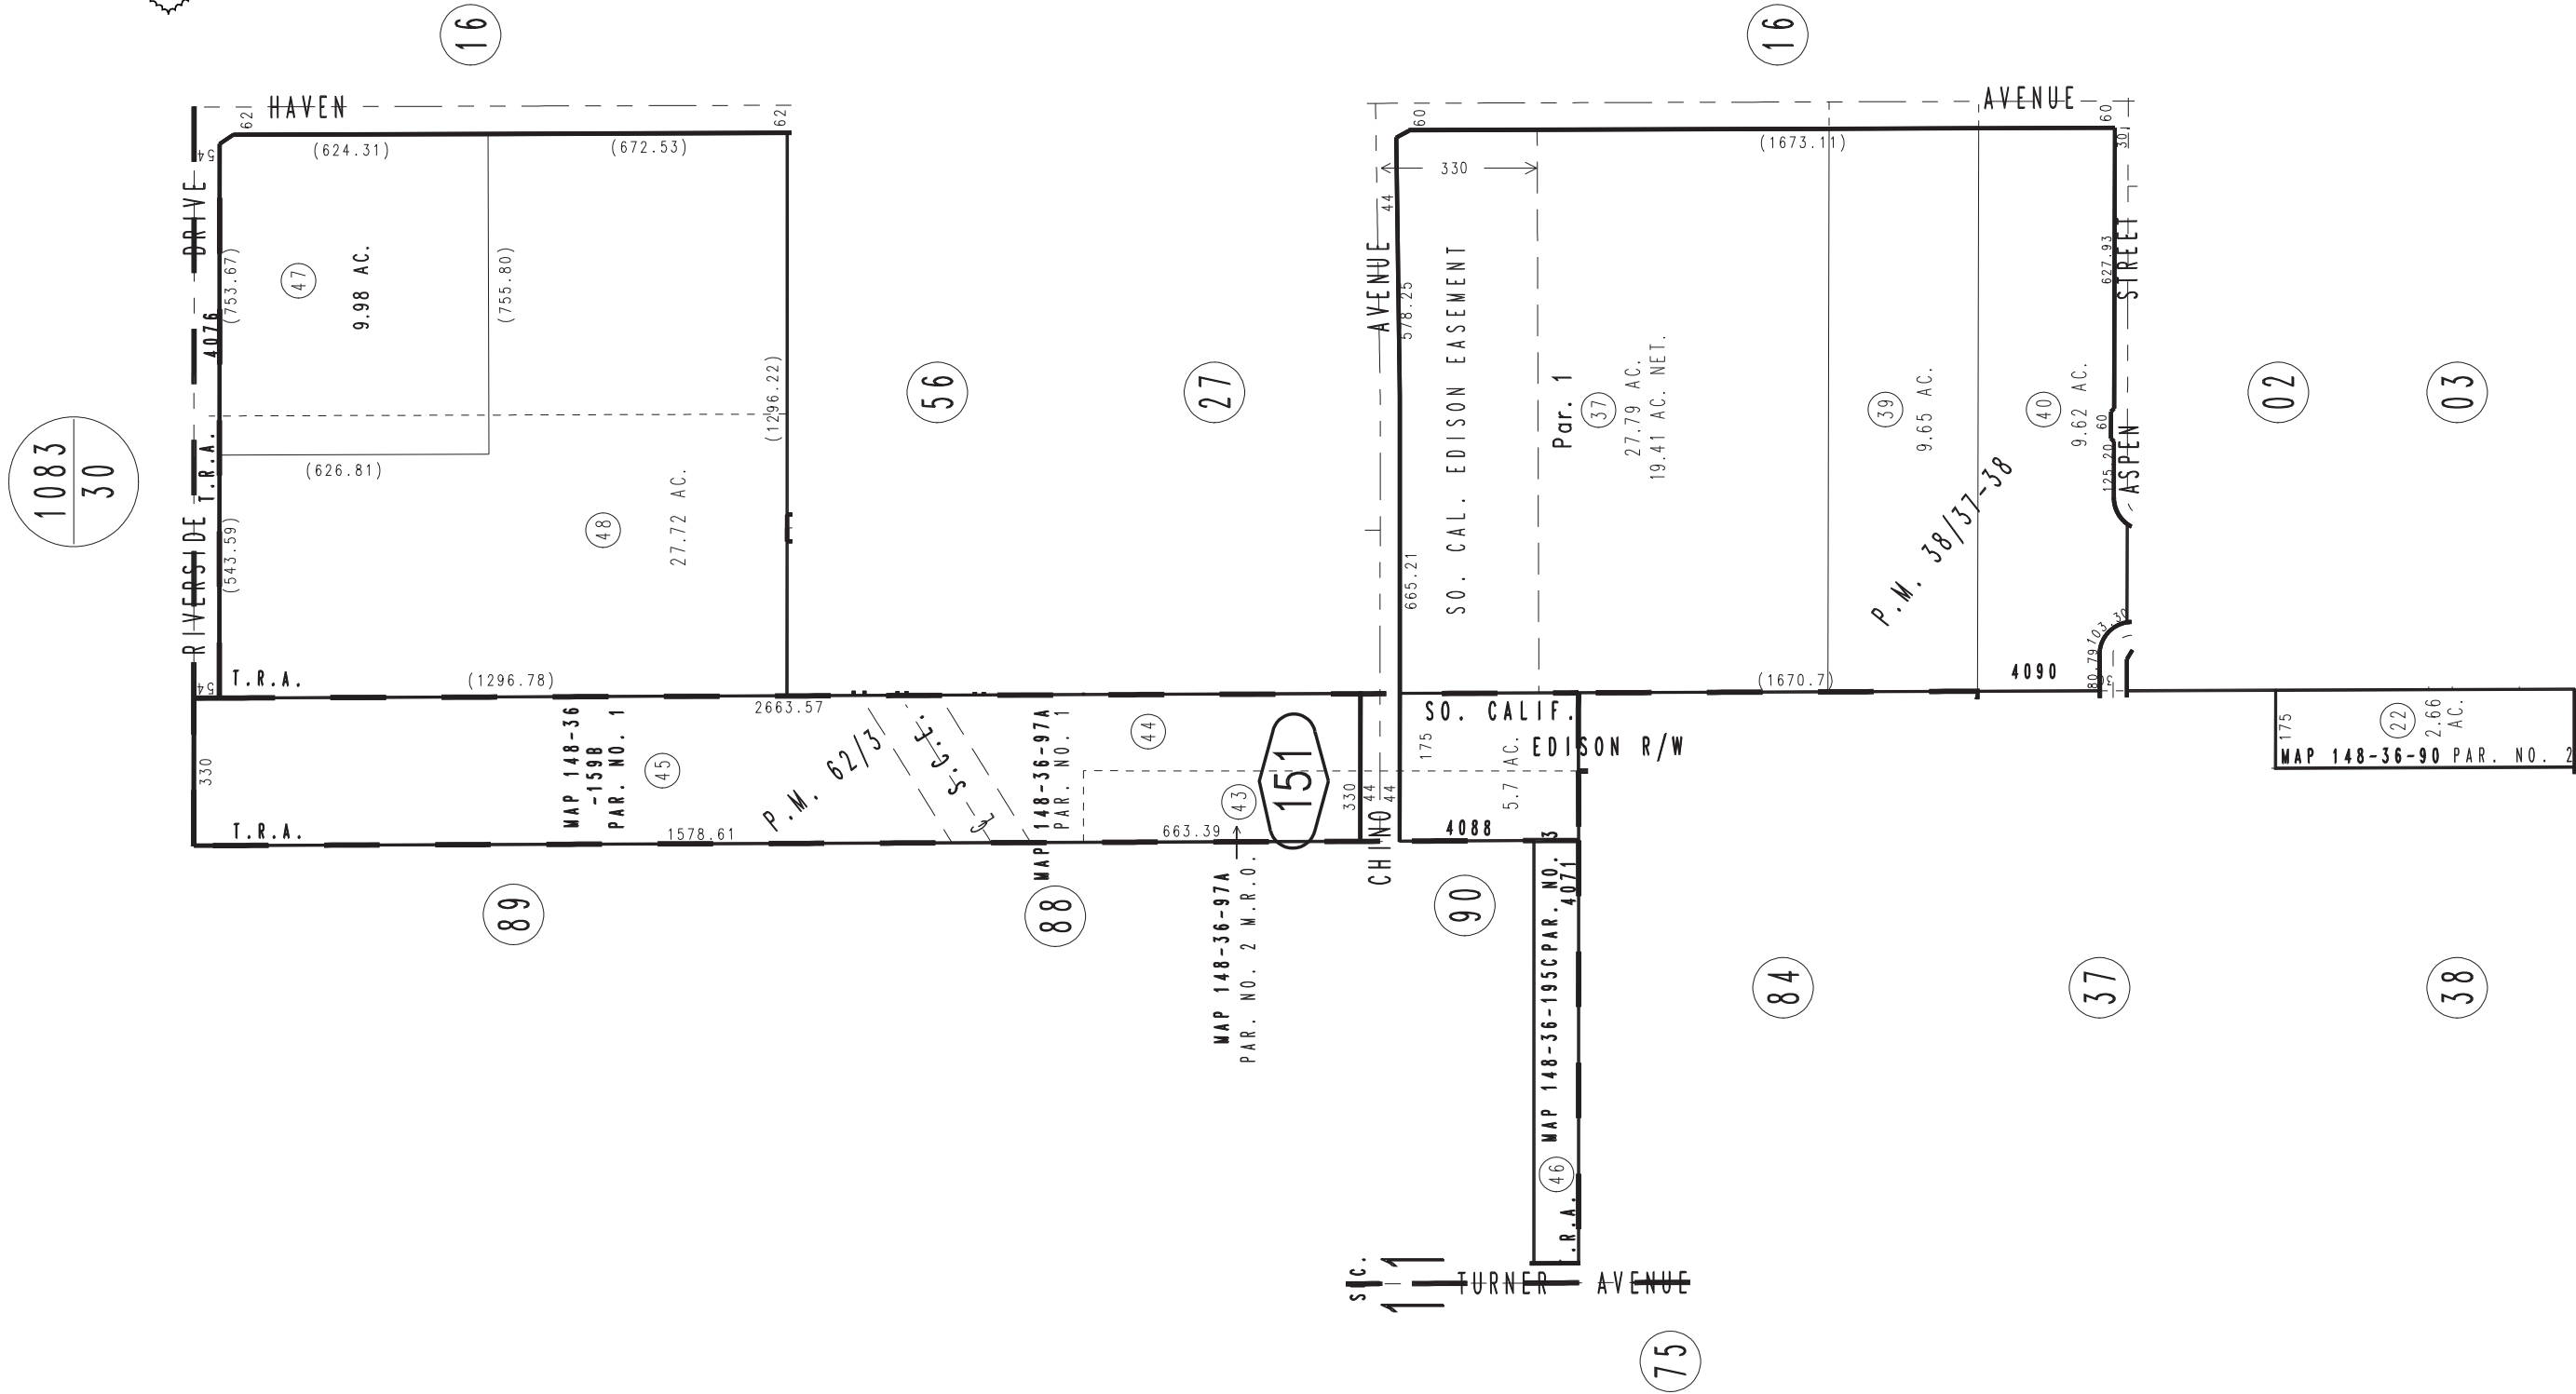 16
16
HAVEN
AVENUE
62
62
60
60
54
30
(624.31)
(672.53)
(1673.11)
330
44
RIVERSIDE DRIVE
T.R.A. 4076
(753.67)
(543.59)
47
9.98 AC.
(755.80)
(626.81)
(1296.22)
48
27.72 AC.
1083
30
56
27
AVENUE
CHINO
578.25
665.21
SO. CAL. EDISON EASEMENT
Par. 1
37
27.79 AC.
19.41 AC. NET.
39
9.65 AC.
40
9.62 AC.
P.M. 38/37-38
627.93
60
125.20
ASPEN STREET
103.30
80.79
30
02
03
54
T.R.A.
(1296.78)
2663.57
(1670.7)
4090
330
MAP 148-36
-159B
PAR. NO. 1
45
P.M. 62/3
S.C.E.
MAP 148-36-97A
PAR. NO. 1
44
43
151
330
44
44
SO. CALIF.
EDISON R/W
175
5.7 AC.
4088
T.R.A.
1578.61
663.39
175
22
2.66
AC.
MAP 148-36-90 PAR. NO. 2
89
88
MAP 148-36-97A
PAR. NO. 2 M.R.O.
90
MAP 148-36-195C PAR. NO. 3
4071
46
T.R.A.
84
37
38
SEC.
11
TURNER AVENUE
75